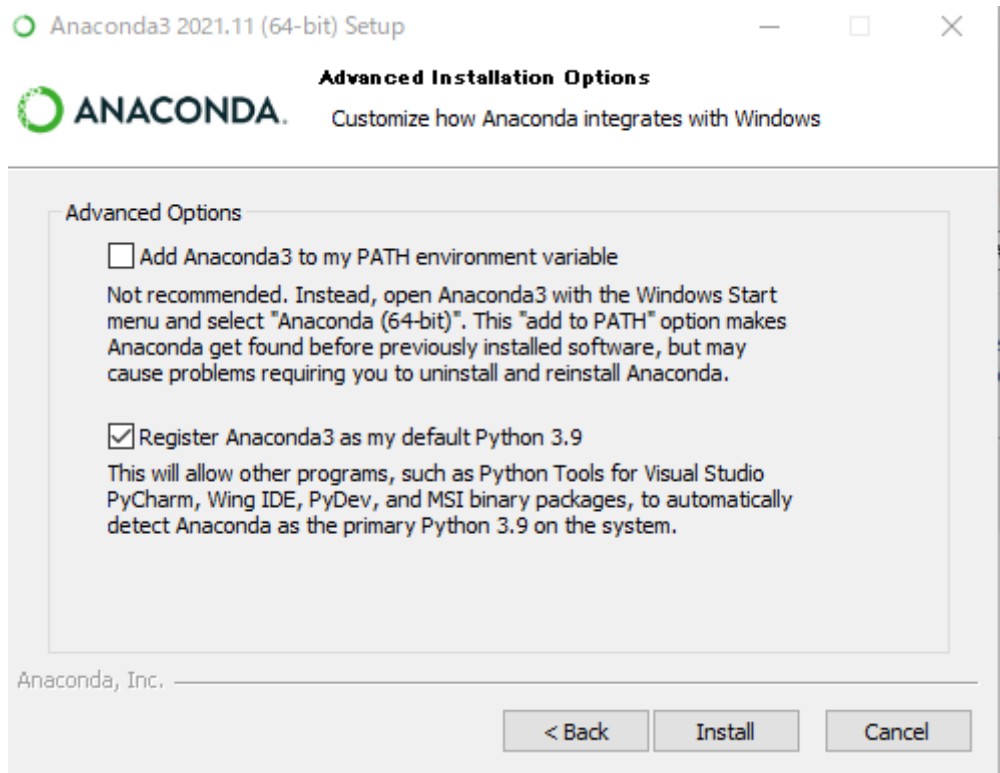 Anaconda3 2021.11 (64-bit) Setup
ANACONDA.
Advanced Installation Options
Customize how Anaconda integrates with Windows
Advanced Options
Add Anaconda3 to my PATH environment variable
Not recommended. Instead, open Anaconda3 with the Windows Start
menu and select "Anaconda (64-bit)". This "add to PATH" option makes
Anaconda get found before previously installed software, but may
cause problems requiring you to uninstall and reinstall Anaconda.
Register Anaconda3 as my default Python 3.9
This will allow other programs, such as Python Tools for Visual Studio
PyCharm, Wing IDE, PyDev, and MSI binary packages, to automatically
detect Anaconda as the primary Python 3.9 on the system.
Anaconda, Inc.
< Back
Install
Cancel